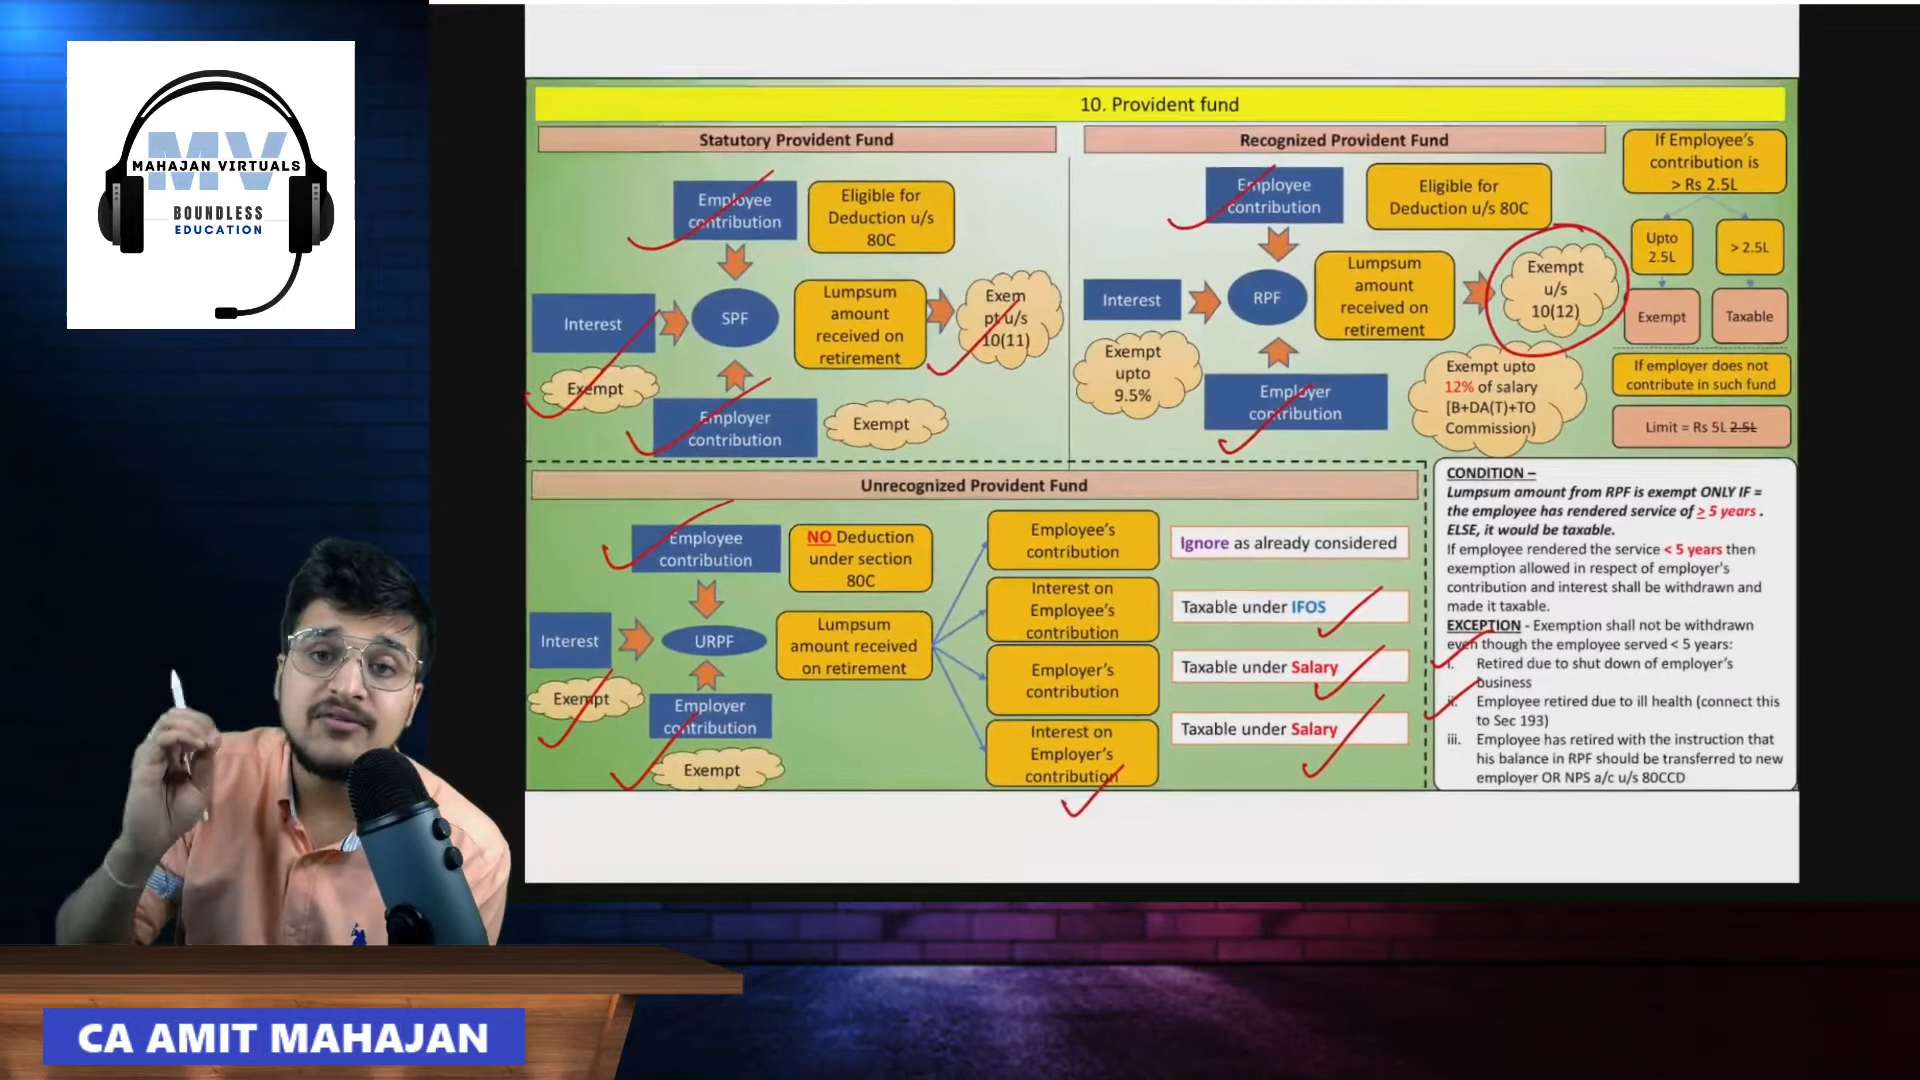 MV
MAHAJAN VIRTUALS
BOUNDLESS
EDUCATION
10. Provident fund
Statutory Provident Fund
Employee
contribution
Eligible for
Deduction u/s
80C
Interest
SPF
Lumpsum
amount
received on
retirement
Exem
pt u/s
10(11)
Exempt
Employer
contribution
Exempt
Recognized Provident Fund
Employee
contribution
Eligible for
Deduction u/s 80C
Interest
RPF
Lumpsum
amount
received on
retirement
Exempt
u/s
10(12)
Exempt
upto
9.5%
Employer
contribution
Exempt upto
12% of salary
[B+DA(T)+TO
Commission)
If Employee's
contribution is
> Rs 2.5L
Upto
2.5L
> 2.5L
Exempt
Taxable
If employer does not
contribute in such fund
Limit = Rs 5L 2.5L
Unrecognized Provident Fund
Employee
contribution
NO Deduction
under section
80C
Interest
URPF
Lumpsum
amount received
on retirement
Exempt
Employer
contribution
Exempt
Employee's
contribution
Ignore as already considered
Interest on
Employee's
contribution
Taxable under IFOS
Employer's
contribution
Taxable under Salary
Interest on
Employer's
contribution
Taxable under Salary
CONDITION –
Lumpsum amount from RPF is exempt ONLY IF =
the employee has rendered service of ≥ 5 years .
ELSE, it would be taxable.
If employee rendered the service < 5 years then
exemption allowed in respect of employer's
contribution and interest shall be withdrawn and
made it taxable.
EXCEPTION - Exemption shall not be withdrawn
even though the employee served < 5 years:
i. Retired due to shut down of employer's
business
ii. Employee retired due to ill health (connect this
to Sec 193)
iii. Employee has retired with the instruction that
his balance in RPF should be transferred to new
employer OR NPS a/c u/s 80CCD
CA AMIT MAHAJAN